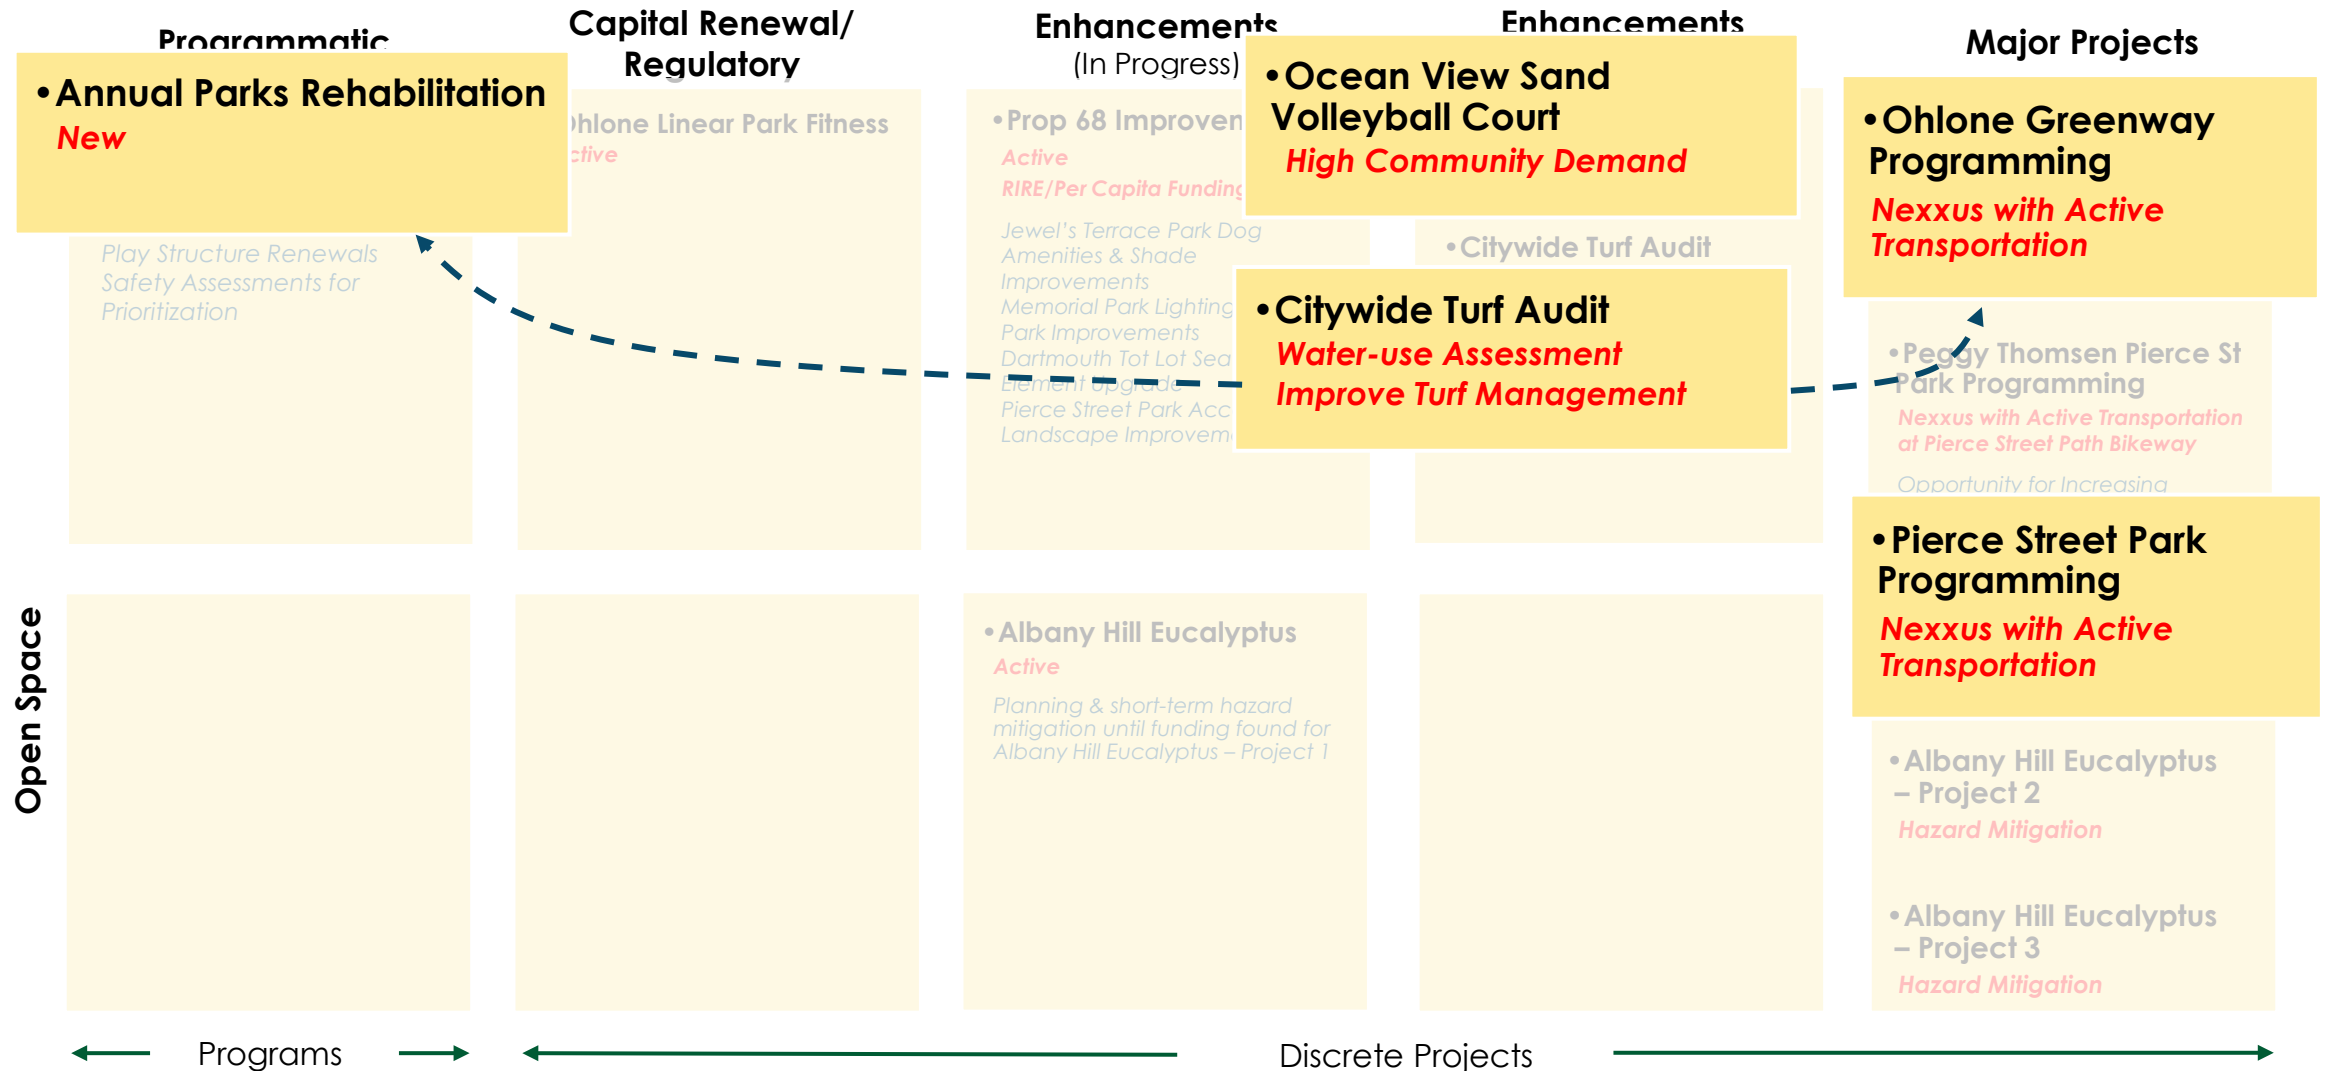 Programmatic
Capital Renewal/
Regulatory
Enhancements
(In Progress)
Enhancements
Major Projects
•Annual Parks Rehabilitation
New
Play Structure Renewals
Safety Assessments for
Prioritization
Ohlone Linear Park Fitness
Active
•Prop 68
Active
RIRE/Per Capita Funding
Jewel's Terrace Park Dog
Amenities & Shade
Improvements
Memorial Park Lighting
Park Improvements
Dartmouth Tot Lot
Element Upgrade
Pierce Street Park
Landscape
•Ocean View Sand
Volleyball Court
High Community Demand
•Citywide Turf Audit
•Citywide Turf Audit
Water-use Assessment
Improve Turf Management
•Ohlone Greenway
Programming
Nexxus with Active
Transportation
•Peggy Thomsen Pierce St
Park Programming
Nexxus with Active Transportation
at Pierce Street Path Bikeway
Opportunity for Increasing
•Pierce Street Park
Programming
Nexxus with Active
Transportation
Open Space
•Albany Hill Eucalyptus
Active
Planning & short-term hazard
mitigation until funding found for
Albany Hill Eucalyptus – Project 1
•Albany Hill Eucalyptus
– Project 2
Hazard Mitigation
•Albany Hill Eucalyptus
– Project 3
Hazard Mitigation
Programs
Discrete Projects